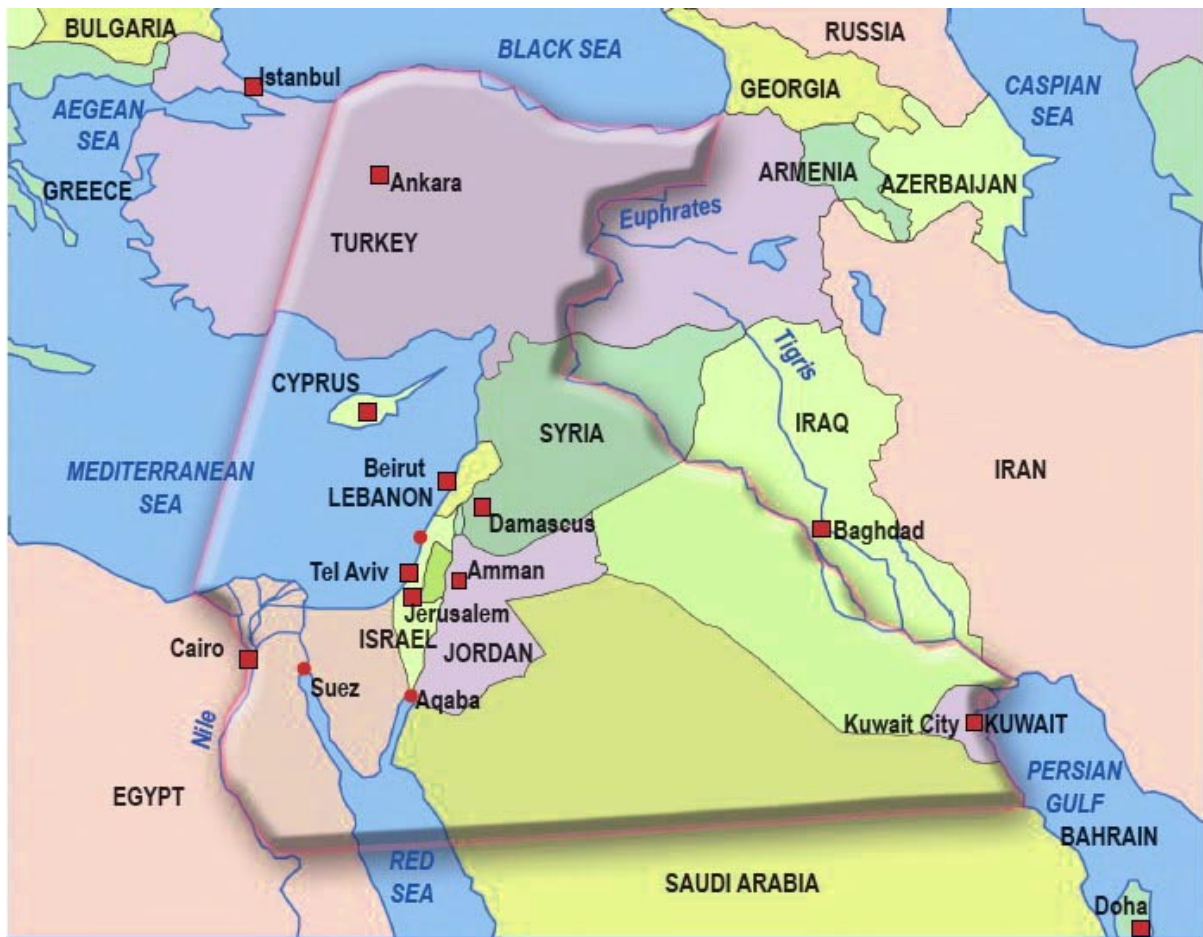 BULGARIA
BLACK SEA
RUSSIA
Istanbul
GEORGIA
CASPIAN
SEA
AEGEAN
SEA
GREECE
Ankara
ARMENIA
AZERBAIJAN
Euphrates
TURKEY
Tigris
CYPRUS
SYRIA
IRAQ
IRAN
MEDITERRANEAN
SEA
Beirut
LEBANON
Damascus
Baghdad
Tel Aviv
Amman
Jerusalem
ISRAEL
JORDAN
Cairo
Suez
Aqaba
Nile
Kuwait City
KUWAIT
EGYPT
PERSIAN
GULF
BAHRAIN
RED
SEA
SAUDI ARABIA
Doha